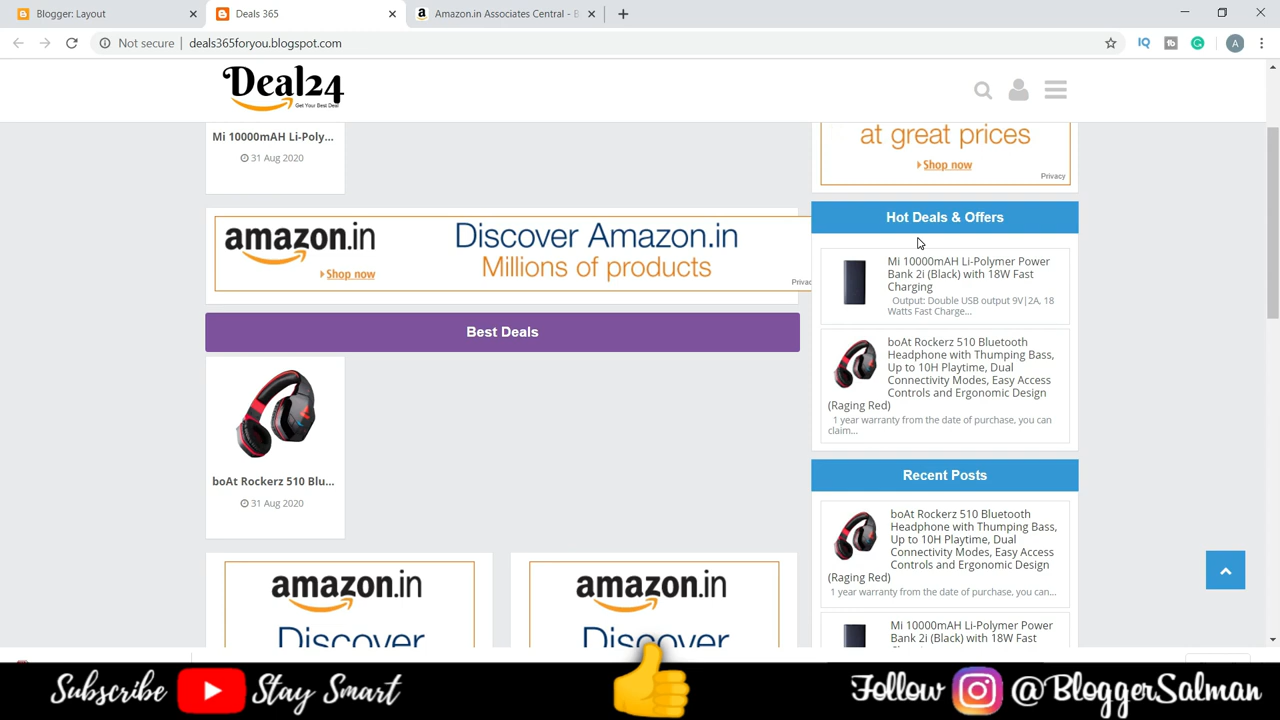 Blogger: Layout
Deals 365
Amazon.in Associates Central - B
Not secure | deals365foryou.blogspot.com
IQ
A
Deal24
Get Your Best Deal
Mi 10000mAH Li-Poly...
31 Aug 2020
at great prices
Shop now
Privacy
amazon.in
Shop now
Discover Amazon.in
Millions of products
Privac
Best Deals
boAt Rockerz 510 Blu...
31 Aug 2020
amazon.in
Discover
amazon.in
Discover
Hot Deals & Offers
Mi 10000mAH Li-Polymer Power
Bank 2i (Black) with 18W Fast
Charging
Output: Double USB output 9V|2A, 18
Watts Fast Charge...
boAt Rockerz 510 Bluetooth
Headphone with Thumping Bass,
Up to 10H Playtime, Dual
Connectivity Modes, Easy Access
Controls and Ergonomic Design
(Raging Red)
1 year warranty from the date of purchase, you can
claim...
Recent Posts
boAt Rockerz 510 Bluetooth
Headphone with Thumping Bass,
Up to 10H Playtime, Dual
Connectivity Modes, Easy Access
Controls and Ergonomic Design
(Raging Red)
1 year warranty from the date of purchase, you can...
Mi 10000mAH Li-Polymer Power
Bank 2i (Black) with 18W Fast
Subscribe Stay Smart
Follow @BloggerSalman